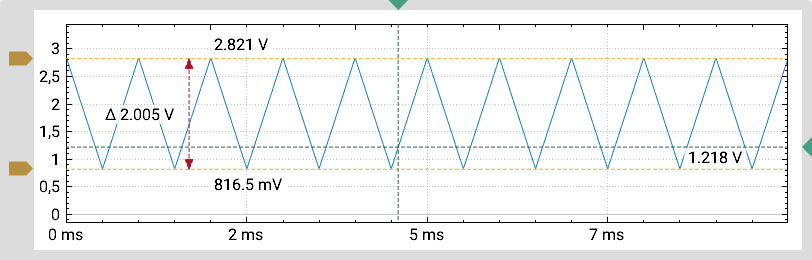 2.821 V
3
2,5
2
Δ 2.005 V
1,5
1.218 V
1
0,5
816.5 mV
0
0 ms
2 ms
5 ms
7 ms